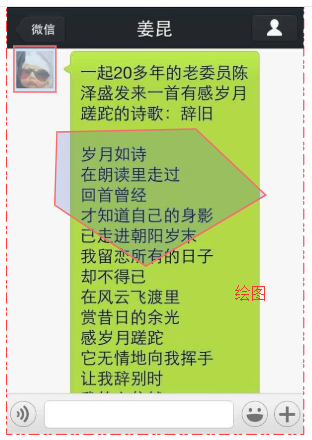 微信
姜昆
一起20多年的老委员陈
泽盛发来一首有感岁月
蹉跎的诗歌：辞旧
岁月如诗
在朗读里走过
回首曾经
才知道自己的身影
已走进朝阳岁末
我留恋所有的日子
却不得已
在风云飞渡里
赏昔日的余光
感岁月蹉跎
它无情地向我挥手
让我辞别时
绘图